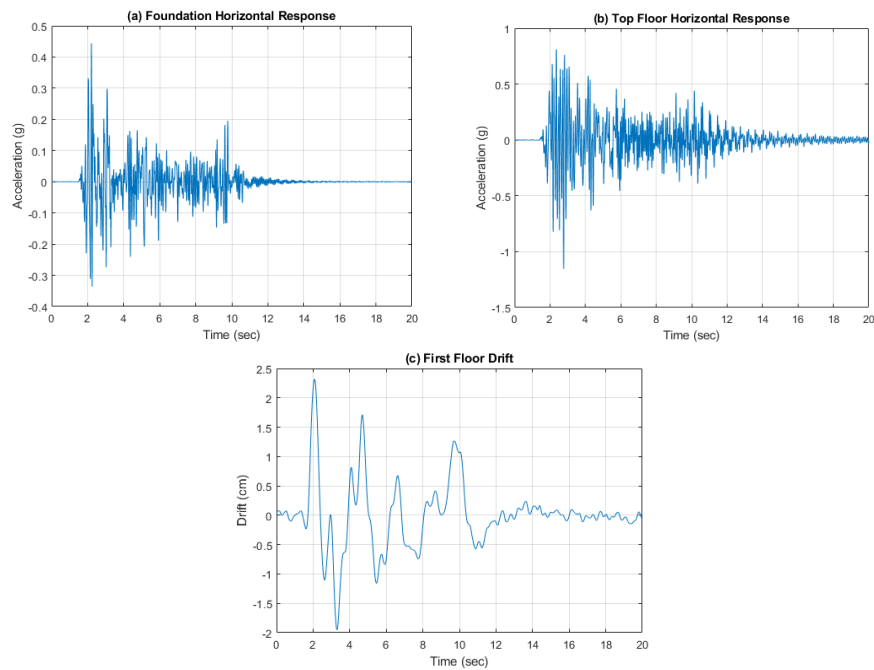 (a) Foundation Horizontal Response
0.5
0.4
0.3
0.2
0.1
0
-0.1
-0.2
-0.3
-0.4
Acceleration (g)
0 2 4 6 8 10 12 14 16 18 20
Time (sec)
(b) Top Floor Horizontal Response
1
0.5
0
-0.5
-1
-1.5
Acceleration (g)
0 2 4 6 8 10 12 14 16 18 20
Time (sec)
(c) First Floor Drift
2.5
2
1.5
1
0.5
0
-0.5
-1
-1.5
-2
Drift (cm)
0 2 4 6 8 10 12 14 16 18 20
Time (sec)